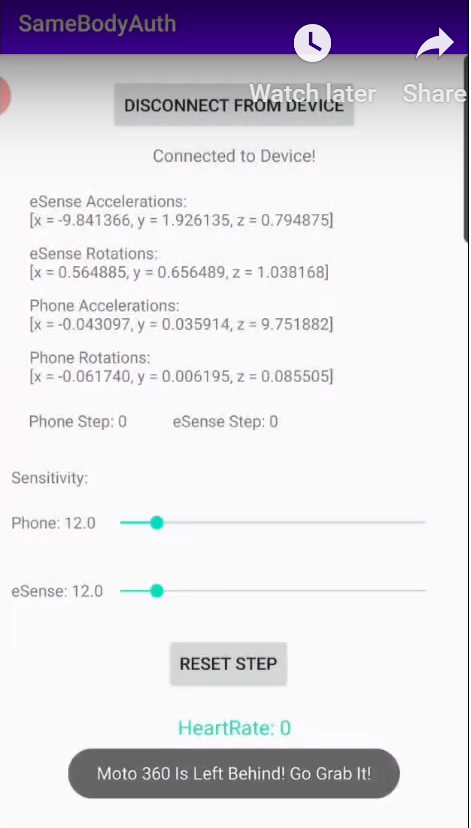 SameBodyAuth
Watch later
Share
DISCONNECT FROM DEVICE
Connected to Device!
eSense Accelerations:
[x = -9.841366, y = 1.926135, z = 0.794875]
eSense Rotations:
[x = 0.564885, y = 0.656489, z = 1.038168]
Phone Accelerations:
[x = -0.043097, y = 0.035914, z = 9.751882]
Phone Rotations:
[x = -0.061740, y = 0.006195, z = 0.085505]
Phone Step: 0 eSense Step: 0
Sensitivity:
Phone: 12.0
eSense: 12.0
RESET STEP
HeartRate: 0
Moto 360 Is Left Behind! Go Grab It!